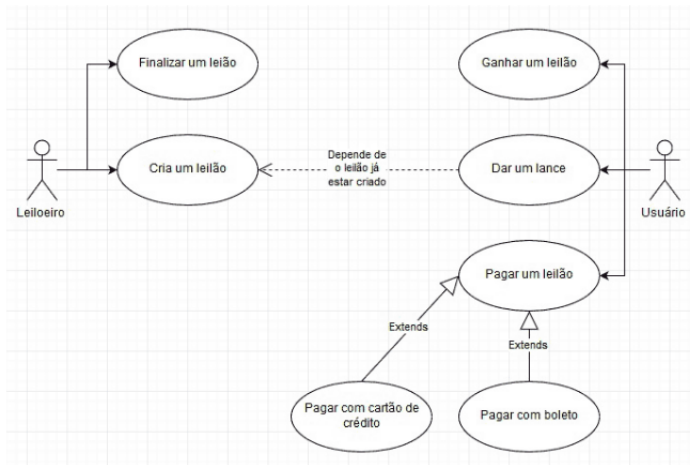 Finalizar um leião
Ganhar um leilão
Depende de
o leilão já
estar criado
Cria um leilão
Dar um lance
Leiloeiro
Usuário
Pagar um leilão
Extends
Extends
Pagar com cartão de
crédito
Pagar com boleto